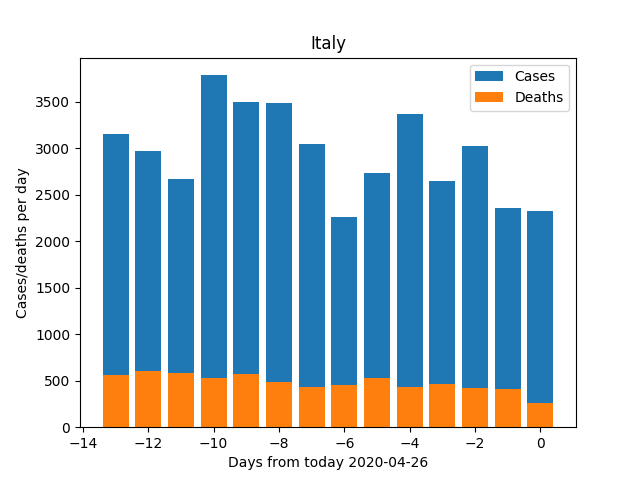 Italy
Cases
Deaths
Cases/deaths per day
3500
3000
2500
2000
1500
1000
500
0
−14 −12 −10 −8 −6 −4 −2 0
Days from today 2020-04-26